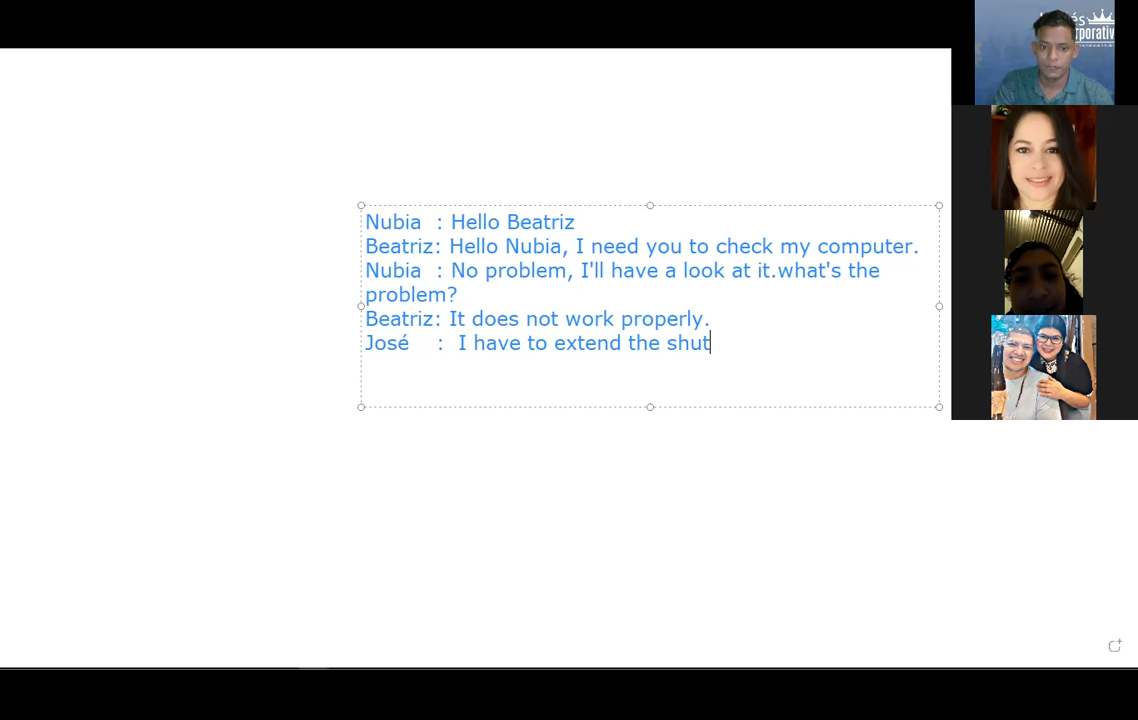 Nubia : Hello Beatriz
Beatriz: Hello Nubia, I need you to check my computer.
Nubia : No problem, I'll have a look at it.what's the
problem?
Beatriz: It does not work properly.
José : I have to extend the shut